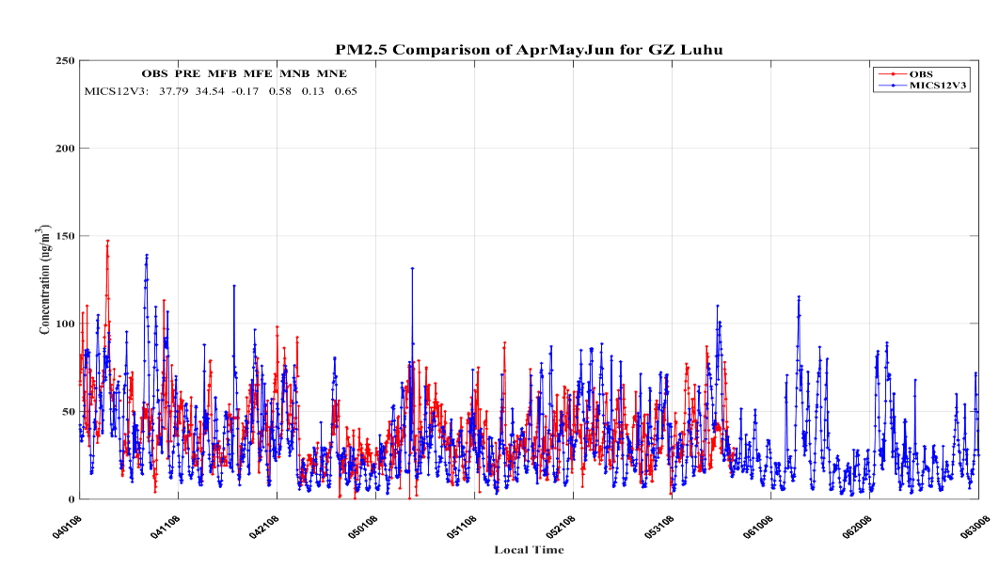 PM2.5 Comparison of AprMayJun for GZ Luhu
OBS PRE MFB MFE MNB MNE
MICS12V3: 37.79 34.54 -0.17 0.58 0.13 0.65
OBS
MICS12V3
Concentration (ug/m³)
250
200
150
100
50
0
040108 041108 042108 050108 051108 052108 053108 061008 062008 063008
Local Time